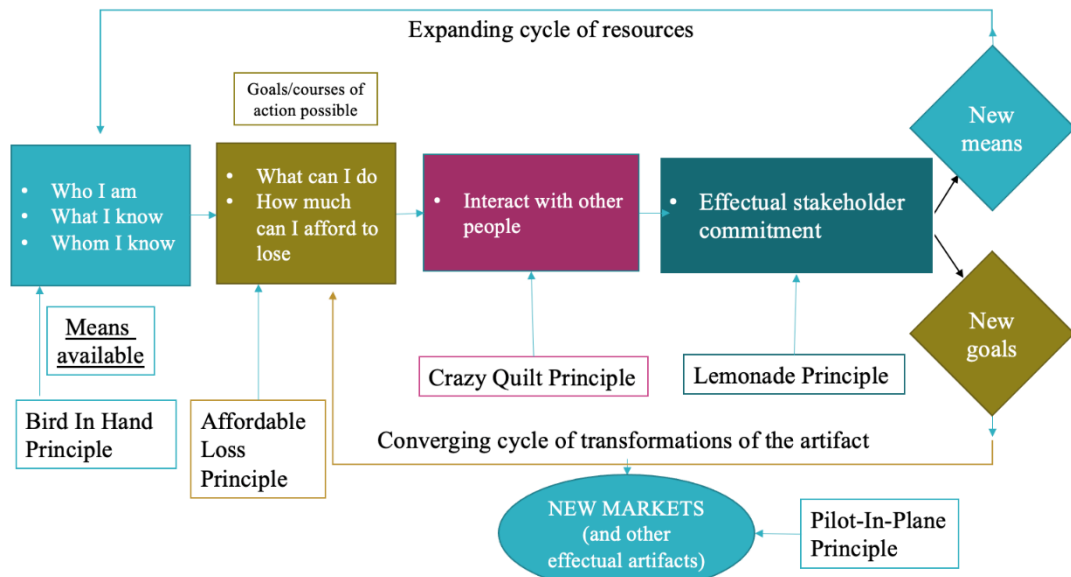 Expanding cycle of resources
Goals/courses of
action possible
New
means
• Who I am
• What I know
• Whom I know
• What can I do
• How much
can I afford to
lose
• Interact with other
people
• Effectual stakeholder
commitment
New
goals
Means
available
Bird In Hand
Principle
Affordable
Loss
Principle
Crazy Quilt Principle
Lemonade Principle
Converging cycle of transformations of the artifact
NEW MARKETS
(and other
effectual artifacts)
Pilot-In-Plane
Principle